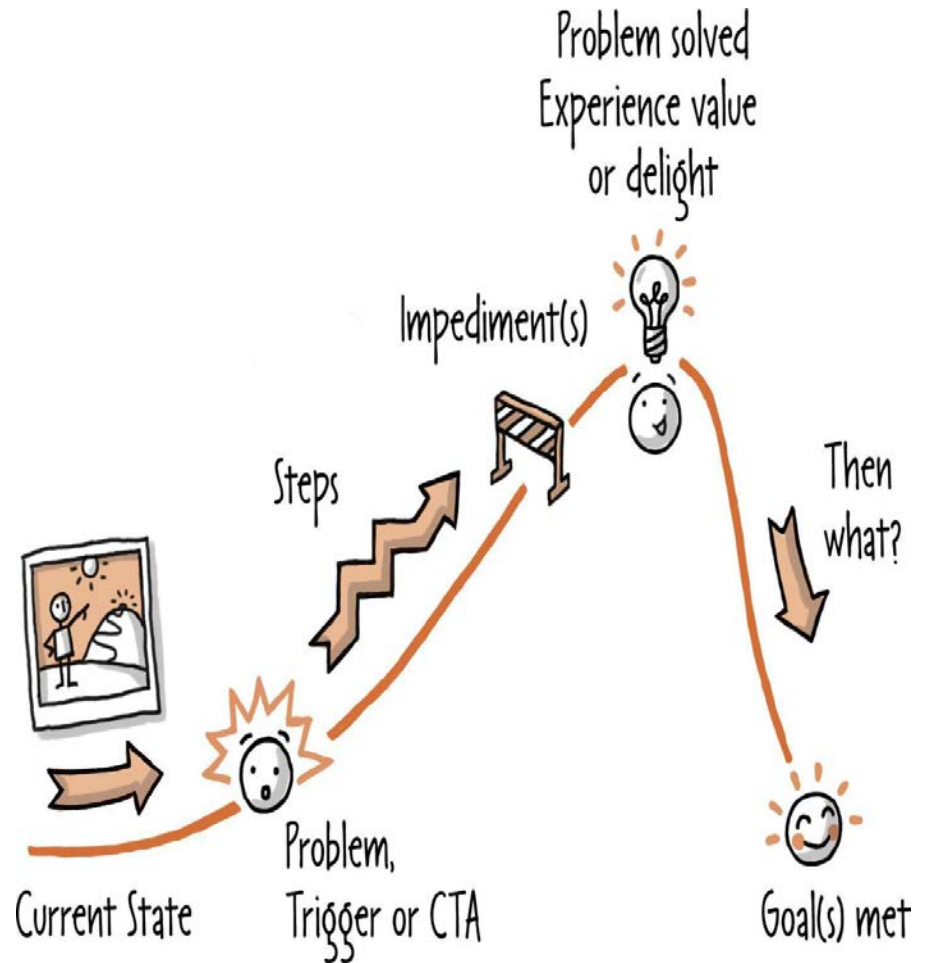 Problem solved
Experience value
or delight
Impediment(s)
Steps
Then
what?
Problem,
Trigger or CTA
Current State
Goal(s) met